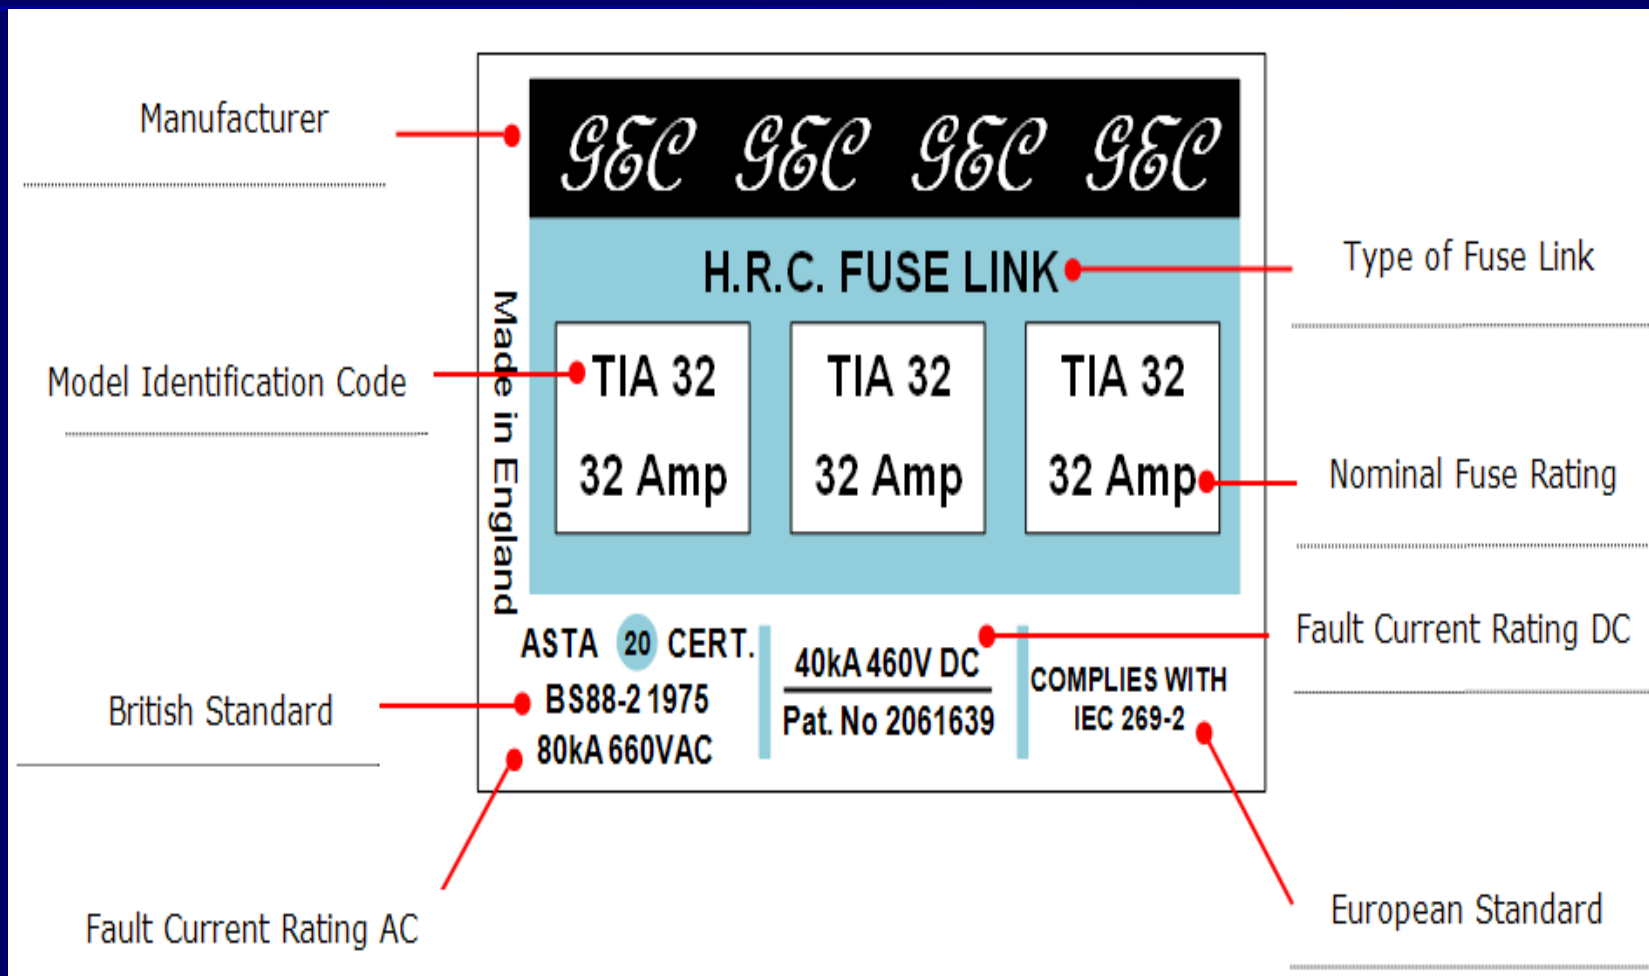 Manufacturer
GEC GEC GEC GEC
H.R.C. FUSE LINK
Type of Fuse Link
Made in England
Model Identification Code
TIA 32 TIA 32 TIA 32
32 Amp 32 Amp 32 Amp
Nominal Fuse Rating
Fault Current Rating DC
ASTA 20 CERT.
BS88-2 1975
80kA 660VAC
40kA 460V DC
Pat. No 2061639
COMPLIES WITH
IEC 269-2
British Standard
Fault Current Rating AC
European Standard